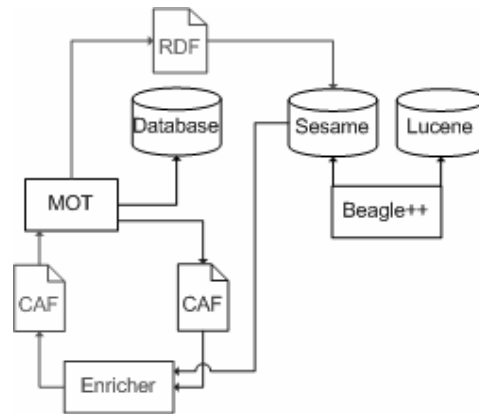 RDF
Database
Sesame
Lucene
MOT
Beagle++
CAF
CAF
Enricher